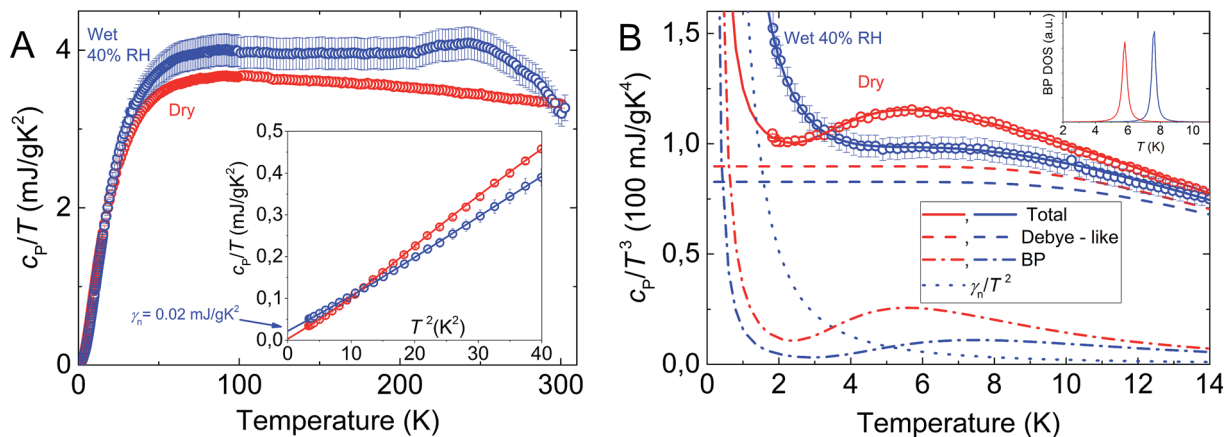 A
Wet
40% RH
Dry
c_P/T (mJ/gK²)
4
2
0
0
100
200
300
Temperature (K)
0,5
0,4
0,3
0,2
0,1
0,0
c_P/T (mJ/gK²)
γ_n= 0.02 mJ/gK²
T² (K²)
0
10
20
30
40
B
Wet 40% RH
Dry
c_P/T³ (100 mJ/gK⁴)
1,5
1,0
0,5
0,0
0
2
4
6
8
10
12
14
Temperature (K)
BP DOS (a.u.)
2
4
6
8
10
T (K)
, Total
, Debye - like
, BP
γ_n/T²